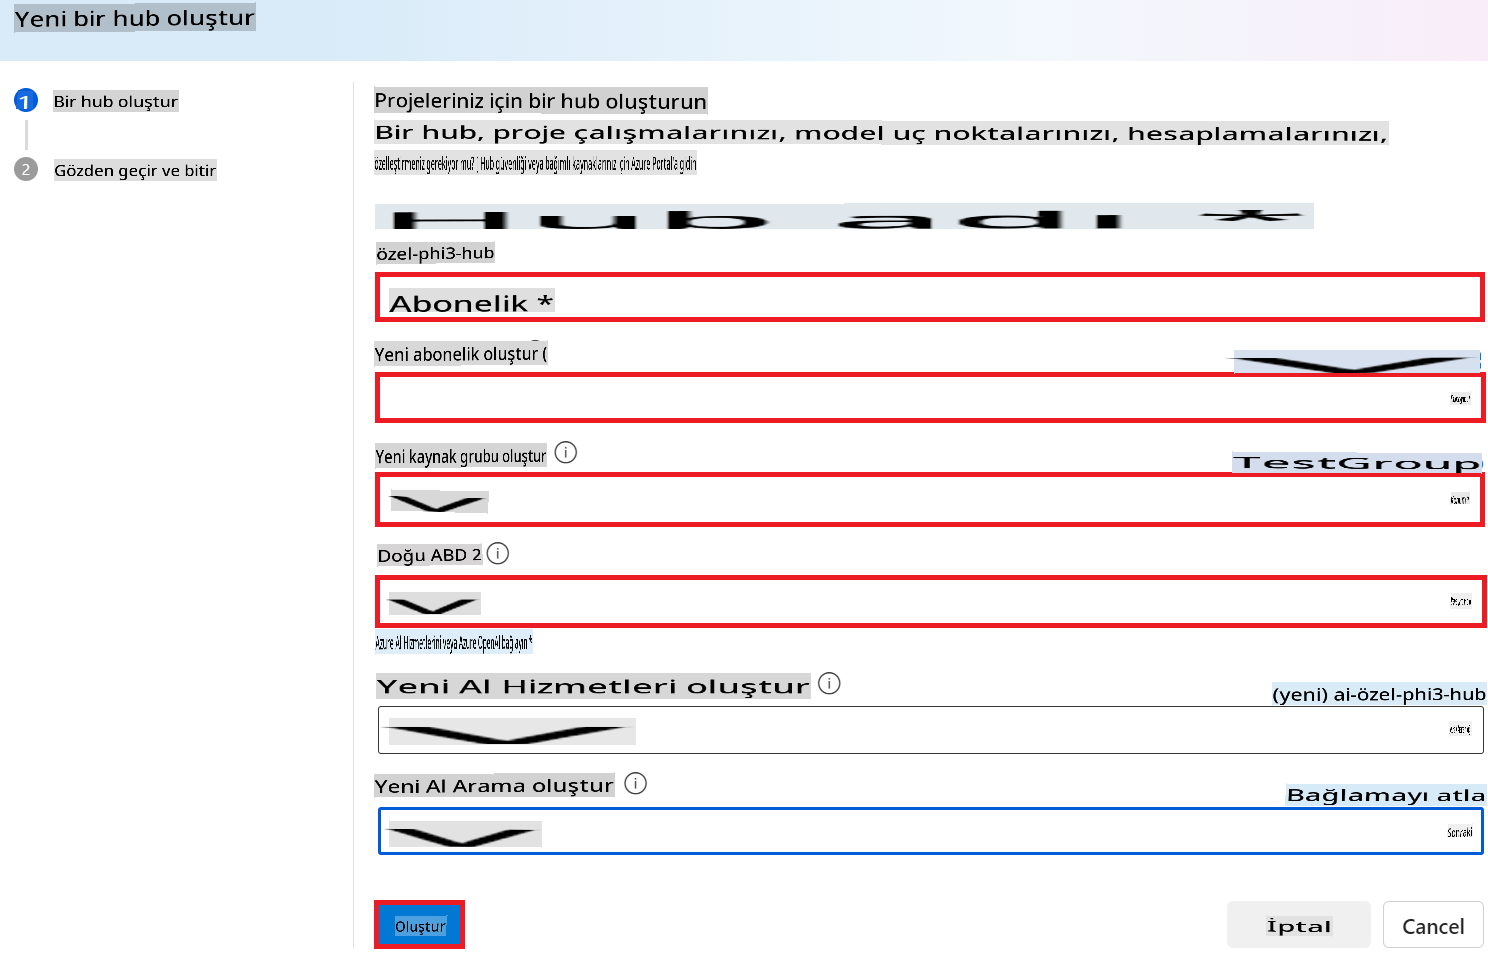 Yeni bir hub oluştur
1 Bir hub oluştur
2 Gözden geçir ve bitir
Projeleriniz için bir hub oluşturun
Bir hub, proje çalışmalarınızı, model uç noktalarınızı, hesaplamalarınızı,
özelleştirmeniz gerekiyor mu? | Hub güvenliği veya bağımlı kaynaklarınız için Azure Portal'a gidin
Hub adı *
özel-phi3-hub
Abonelik *
Yeni abonelik oluştur (
Yeni kaynak grubu oluştur
TestGroup
Doğu ABD 2
Azure AI Hizmetlerini veya Azure OpenAI bağlayın *
Yeni AI Hizmetleri oluştur
(yeni) ai-özel-phi3-hub
Yeni AI Arama oluştur
Bağlamayı atla
Sonraki
Oluştur
İptal
Cancel